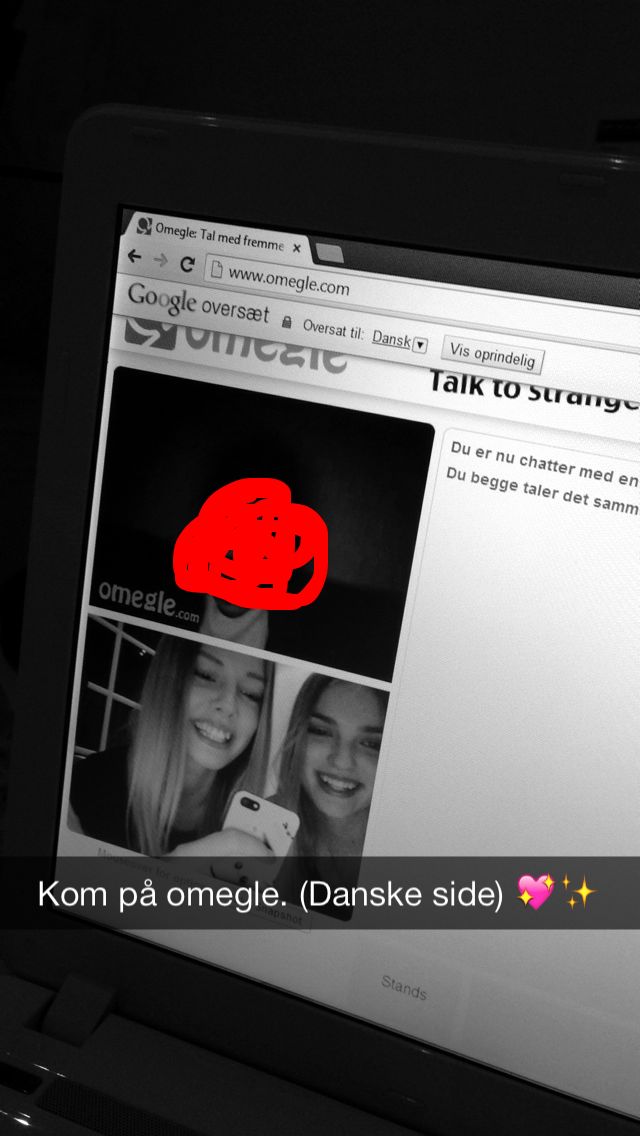 Omegle: Tal med fremme
www.omegle.com
Google oversæt Oversat til: Dansk Vis oprindelig
omegle
Talk to strange
Du er nu chatter med en
Du begge taler det samm
omegle.com
Kom på omegle. (Danske side) 💖✨
Stands